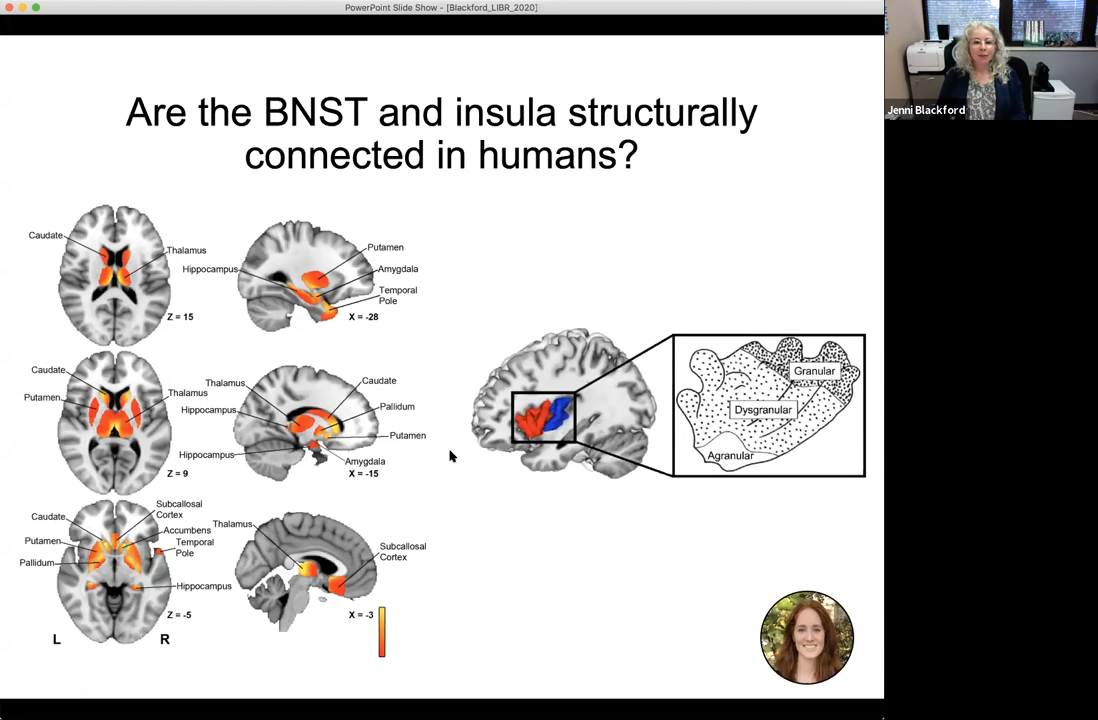 PowerPoint Slide Show - [Blackford_LIBR_2020]
Jenni Blackford
Are the BNST and insula structurally
connected in humans?
Caudate
Thalamus
Z = 15
Putamen
Hippocampus
Amygdala
Temporal
Pole
X = -28
Caudate
Putamen
Thalamus
Z = 9
Thalamus
Caudate
Hippocampus
Pallidum
Putamen
Hippocampus
Amygdala
X = -15
Granular
Dysgranular
Agranular
Subcallosal
Cortex
Caudate
Accumbens
Putamen
Temporal
Pole
Pallidum
Hippocampus
Z = -5
L
R
Thalamus
Subcallosal
Cortex
X = -3